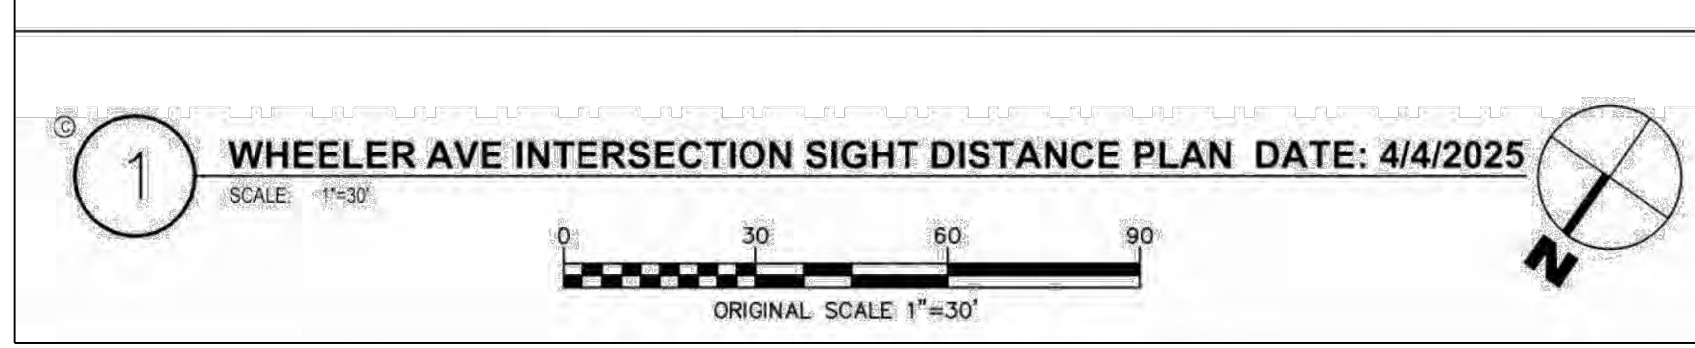 ©
1
WHEELER AVE INTERSECTION SIGHT DISTANCE PLAN DATE: 4/4/2025
SCALE: 1"=30'
0 30 60 90
ORIGINAL SCALE 1"=30'
N